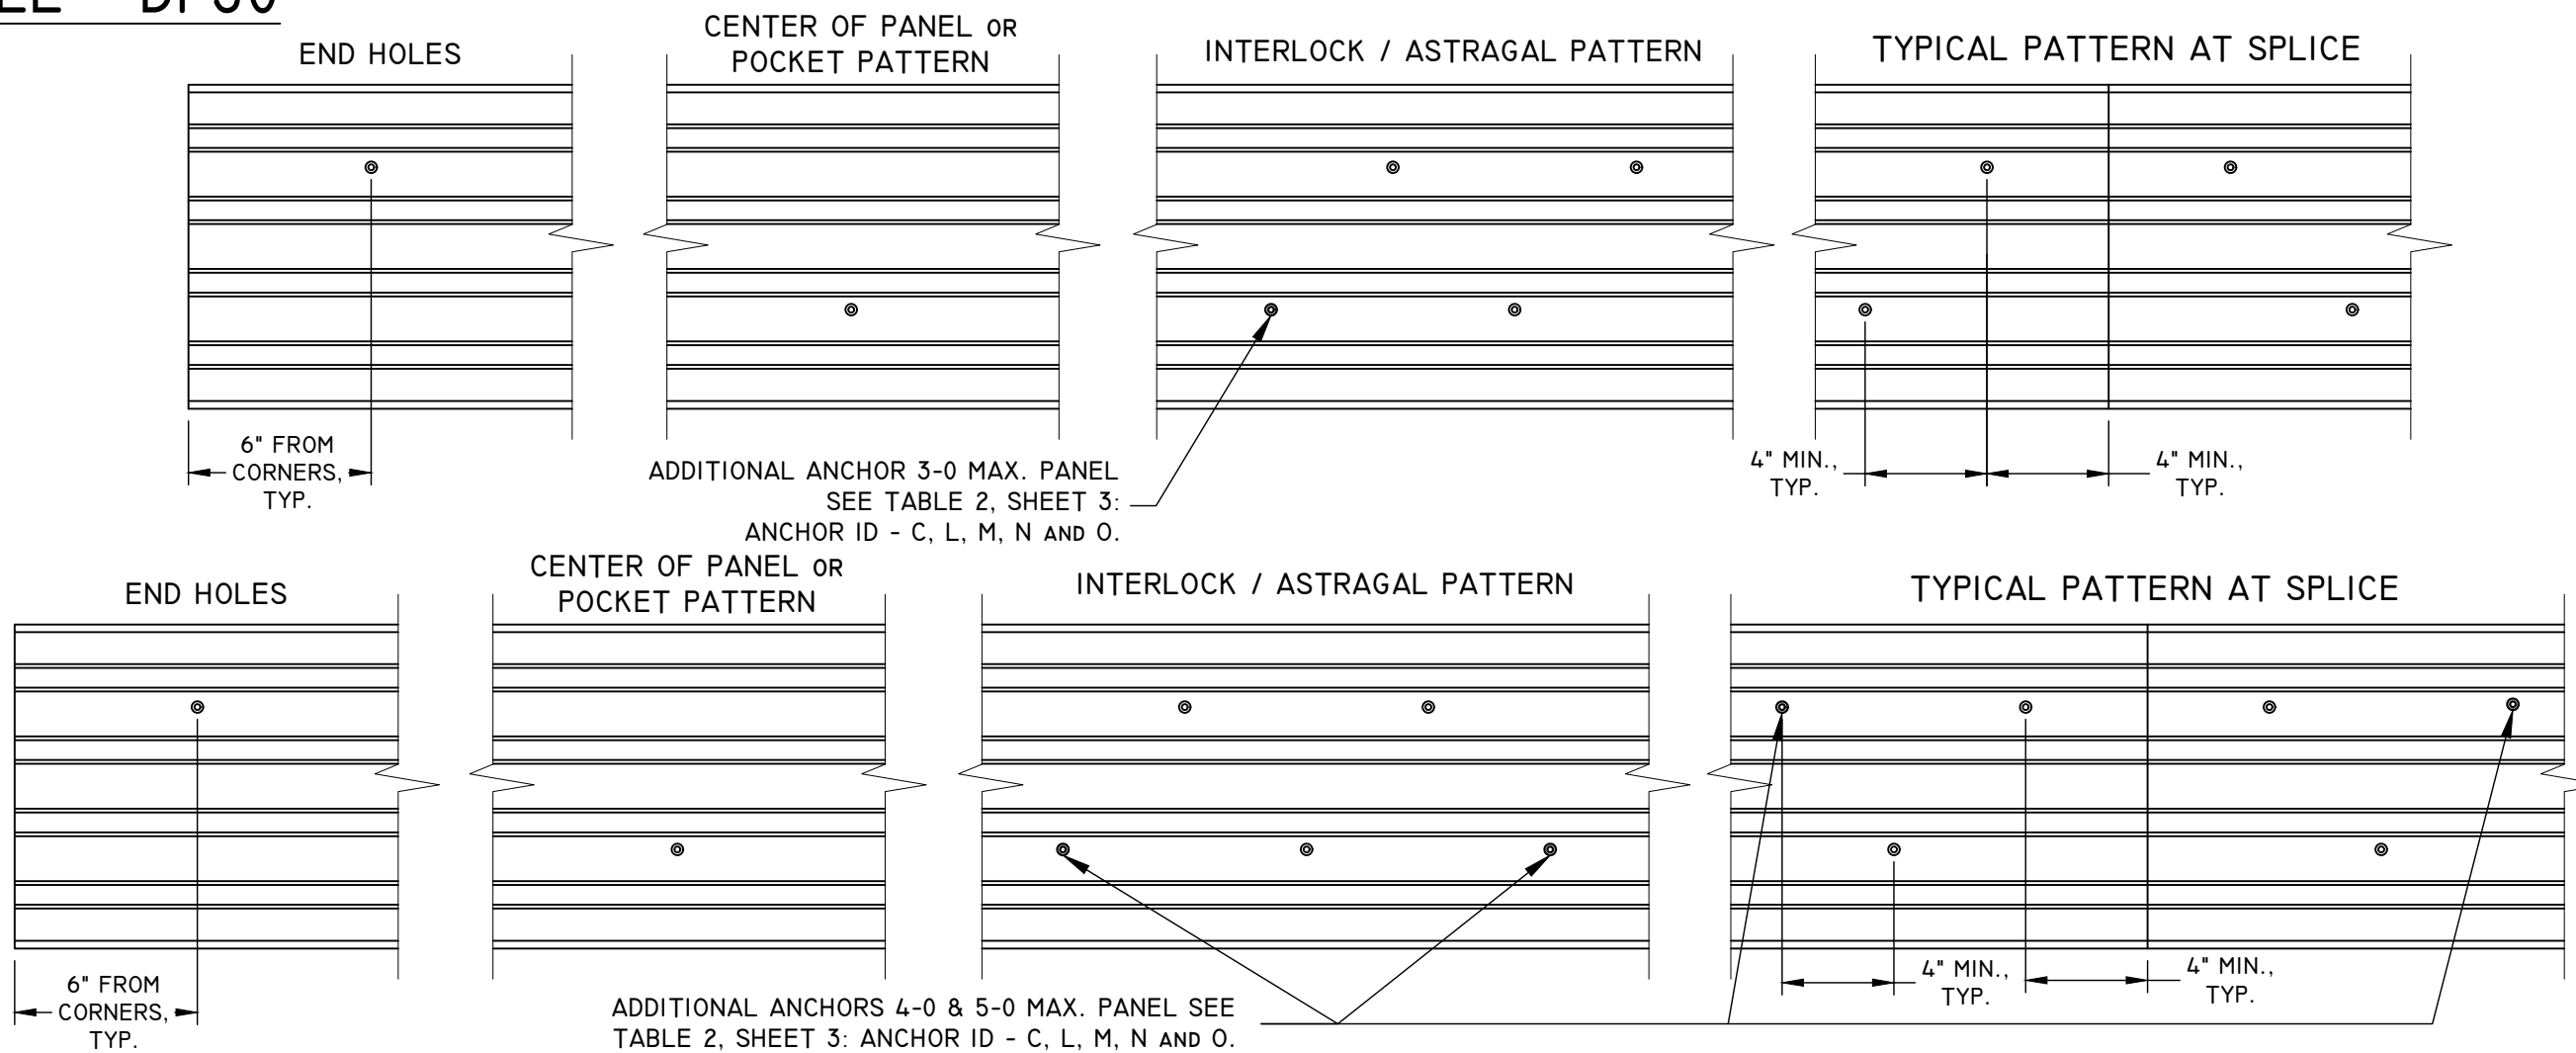 END HOLES
CENTER OF PANEL OR
POCKET PATTERN
INTERLOCK / ASTRAGAL PATTERN
TYPICAL PATTERN AT SPLICE
6" FROM
CORNERS,
TYP.
ADDITIONAL ANCHOR 3-0 MAX. PANEL
SEE TABLE 2, SHEET 3:
ANCHOR ID - C, L, M, N AND O.
4" MIN.,
TYP.
4" MIN.,
TYP.
END HOLES
CENTER OF PANEL OR
POCKET PATTERN
INTERLOCK / ASTRAGAL PATTERN
TYPICAL PATTERN AT SPLICE
6" FROM
CORNERS,
TYP.
ADDITIONAL ANCHORS 4-0 & 5-0 MAX. PANEL SEE
TABLE 2, SHEET 3: ANCHOR ID - C, L, M, N AND O.
4" MIN.,
TYP.
4" MIN.,
TYP.